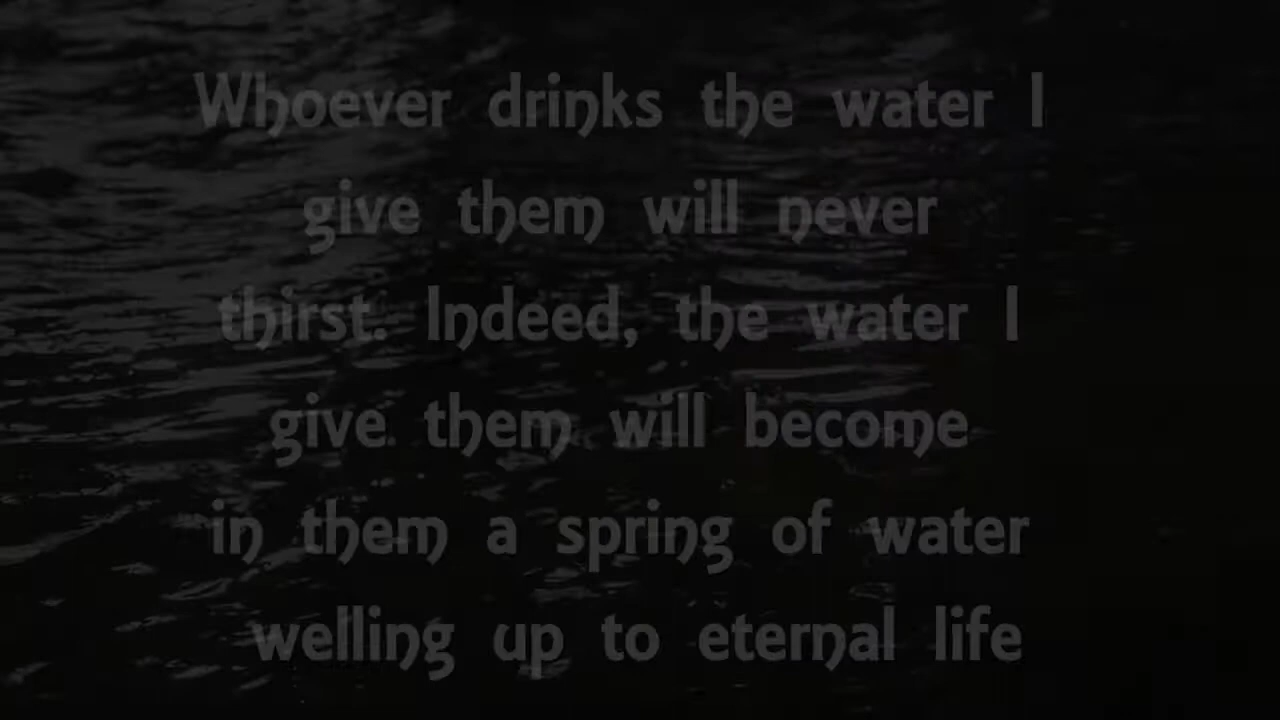 Whoever drinks the water I
give them will never
thirst. Indeed, the water I
give them will become
in them a spring of water
welling up to eternal life